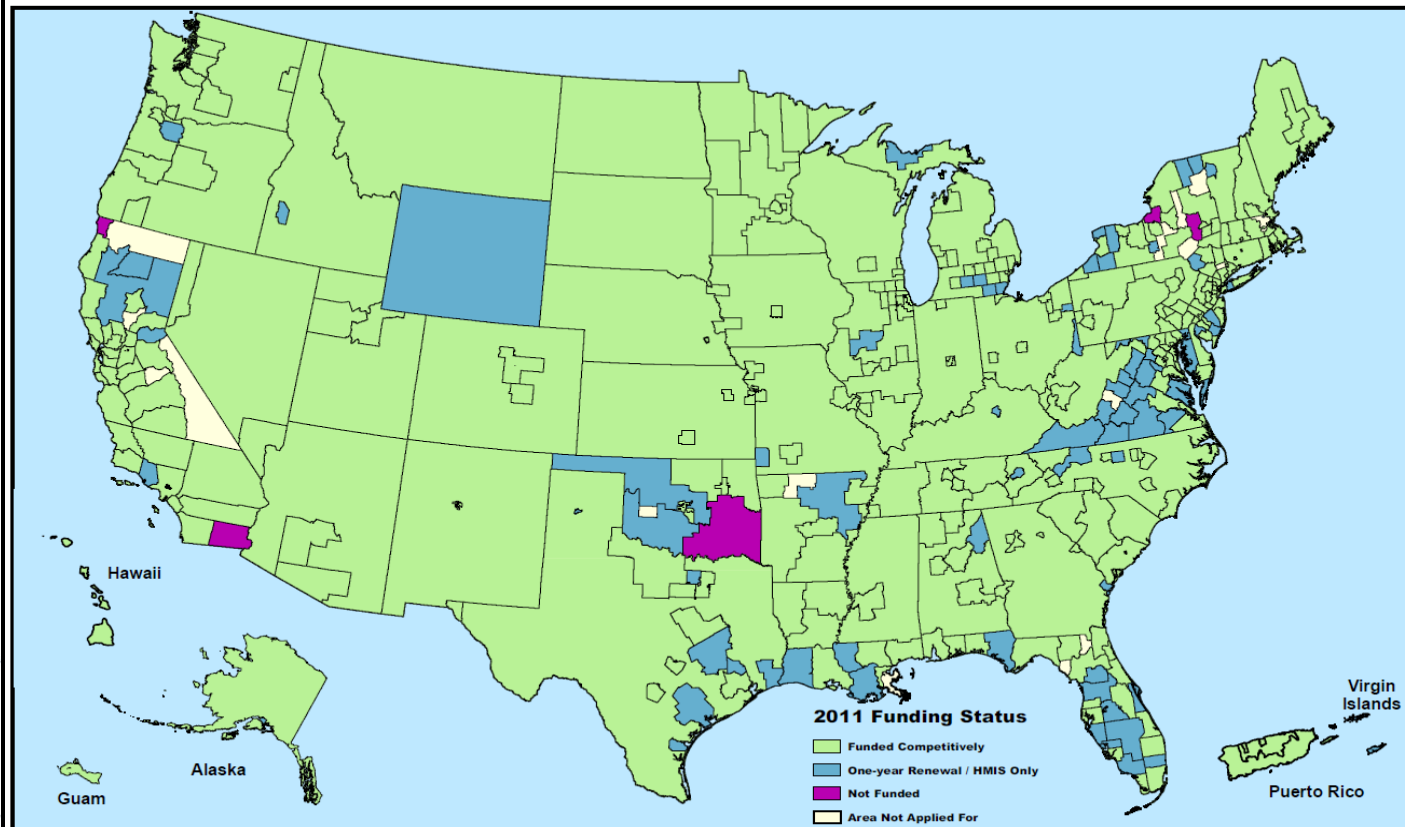 Hawaii
Alaska
Guam
2011 Funding Status
Funded Competitively
One-year Renewal / HMIS Only
Not Funded
Area Not Applied For
Virgin
Islands
Puerto Rico